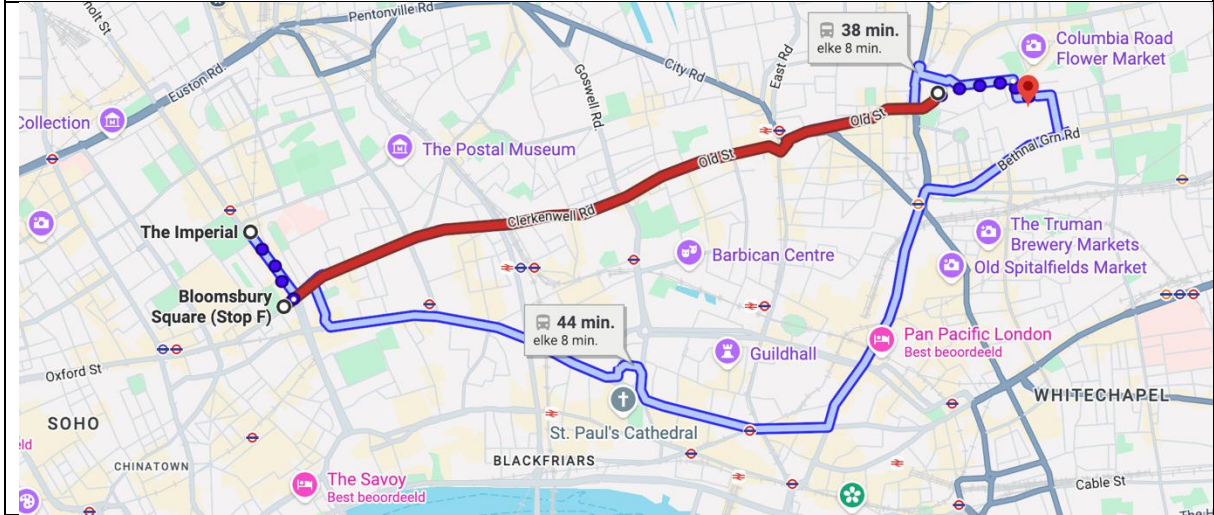 holt St
Pentonville Rd
Euston Rd.
Collection
The Postal Museum
Goswell Rd.
City Rd
East Rd
38 min.
elke 8 min.
Columbia Road
Flower Market
Old St
Old St
Clerkenwell Rd
Bethnal Grn Rd
The Imperial
Bloomsbury
Square (Stop F)
Barbican Centre
The Truman
Brewery Markets
Old Spitalfields Market
44 min.
elke 8 min.
Guildhall
Pan Pacific London
Best beoordeeld
Oxford St
SOHO
St. Paul's Cathedral
WHITECHAPEL
eld
CHINATOWN
BLACKFRIARS
The Savoy
Best beoordeeld
Cable St